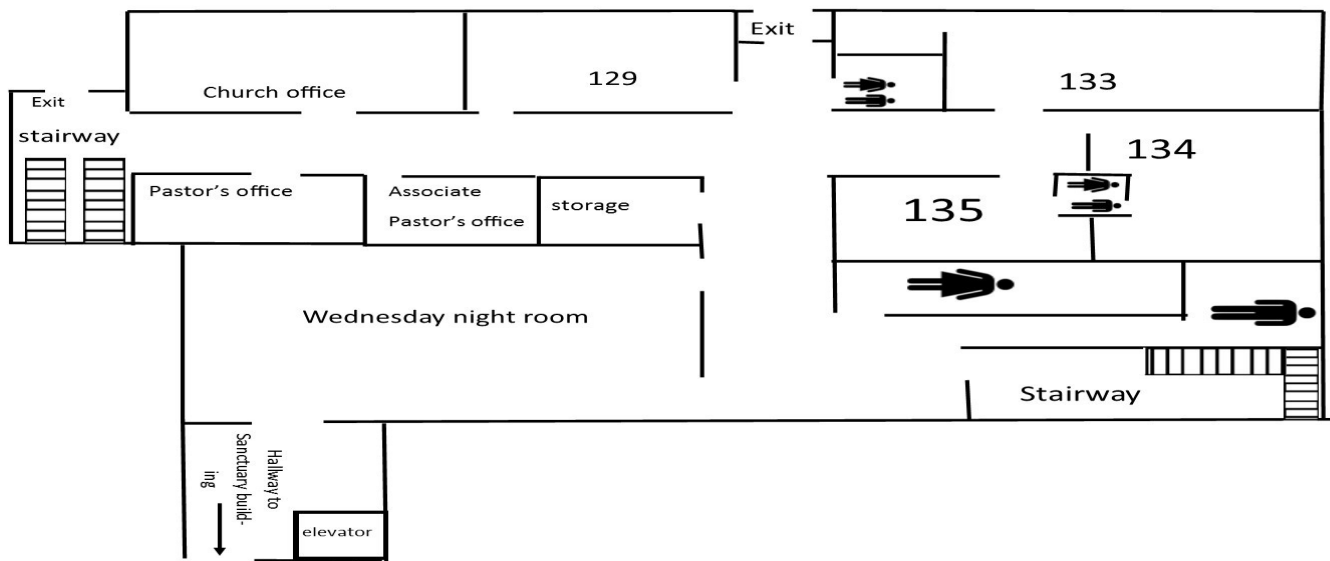 Exit
Church office
129
133
Exit
stairway
134
Pastor’s office
Associate
Pastor’s office
storage
135
Wednesday night room
Stairway
Hallway to
Sanctuary build-
ing
elevator